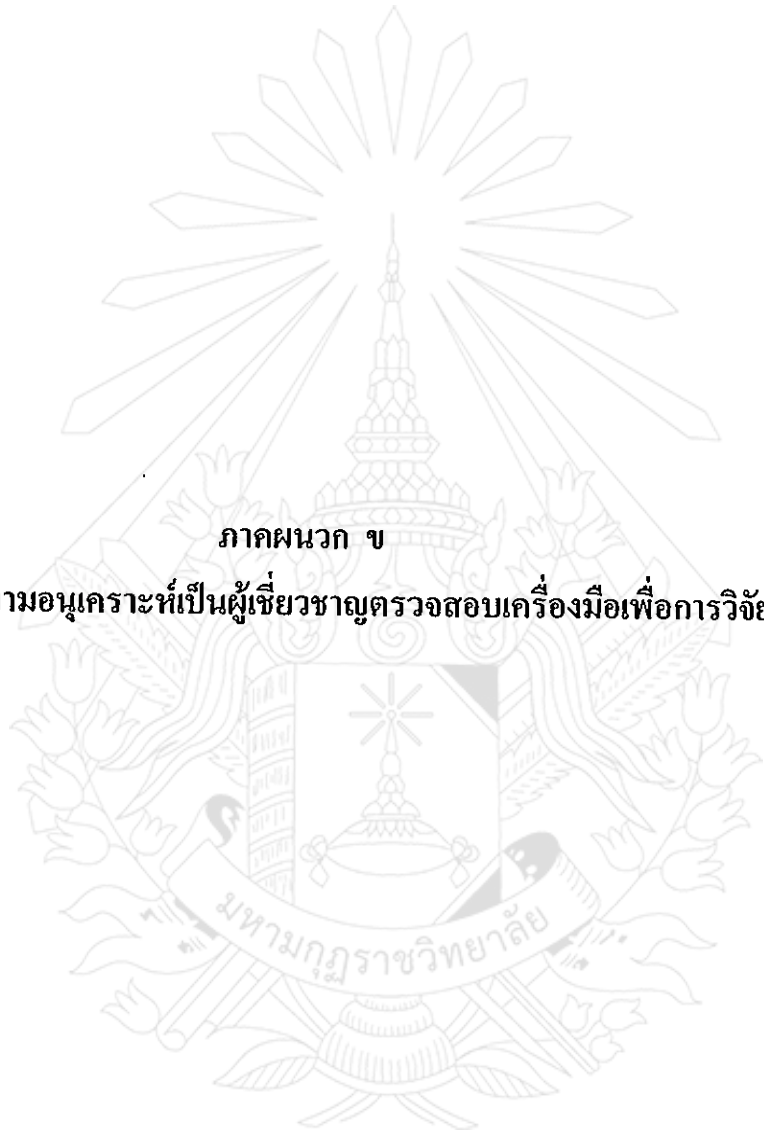 ภาคผนวก ข
ามอนุเคราะห์เป็นผู้เชี่ยวชาญตรวจสอบเครื่องมือเพื่อการวิจัย
มหามกุฏราชวิทยาลัย